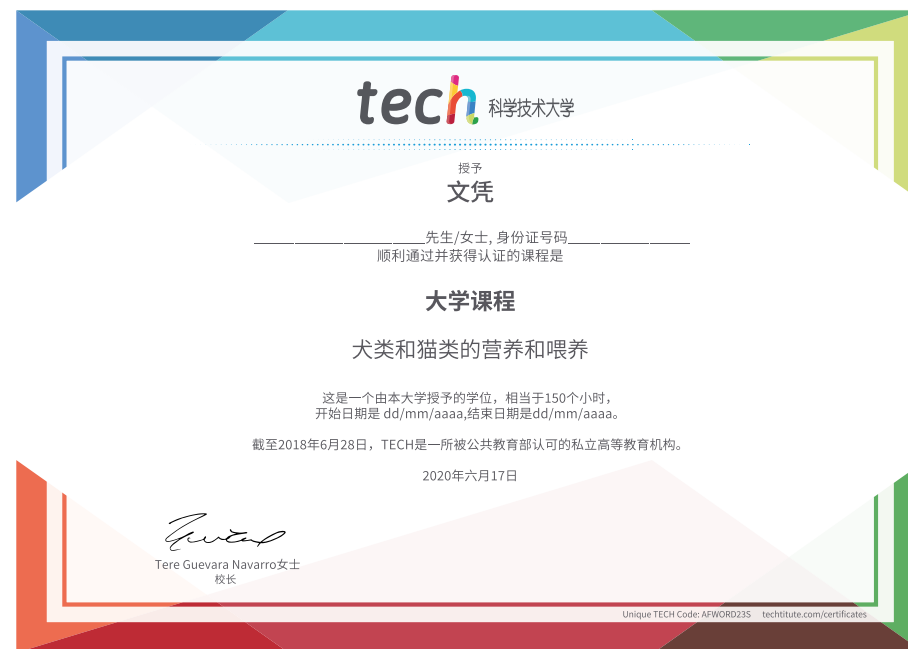 tech 科学技术大学
授予
文凭
________________________先生/女士, 身份证号码________________
顺利通过并获得认证的课程是
大学课程
犬类和猫类的营养和喂养
这是一个由本大学授予的学位，相当于150个小时，
开始日期是 dd/mm/aaaa,结束日期是dd/mm/aaaa。
截至2018年6月28日，TECH是一所被公共教育部认可的私立高等教育机构。
2020年六月17日
Tere Guevara Navarro女士
校长
Unique TECH Code: AFWORD23S techtitute.com/certificates